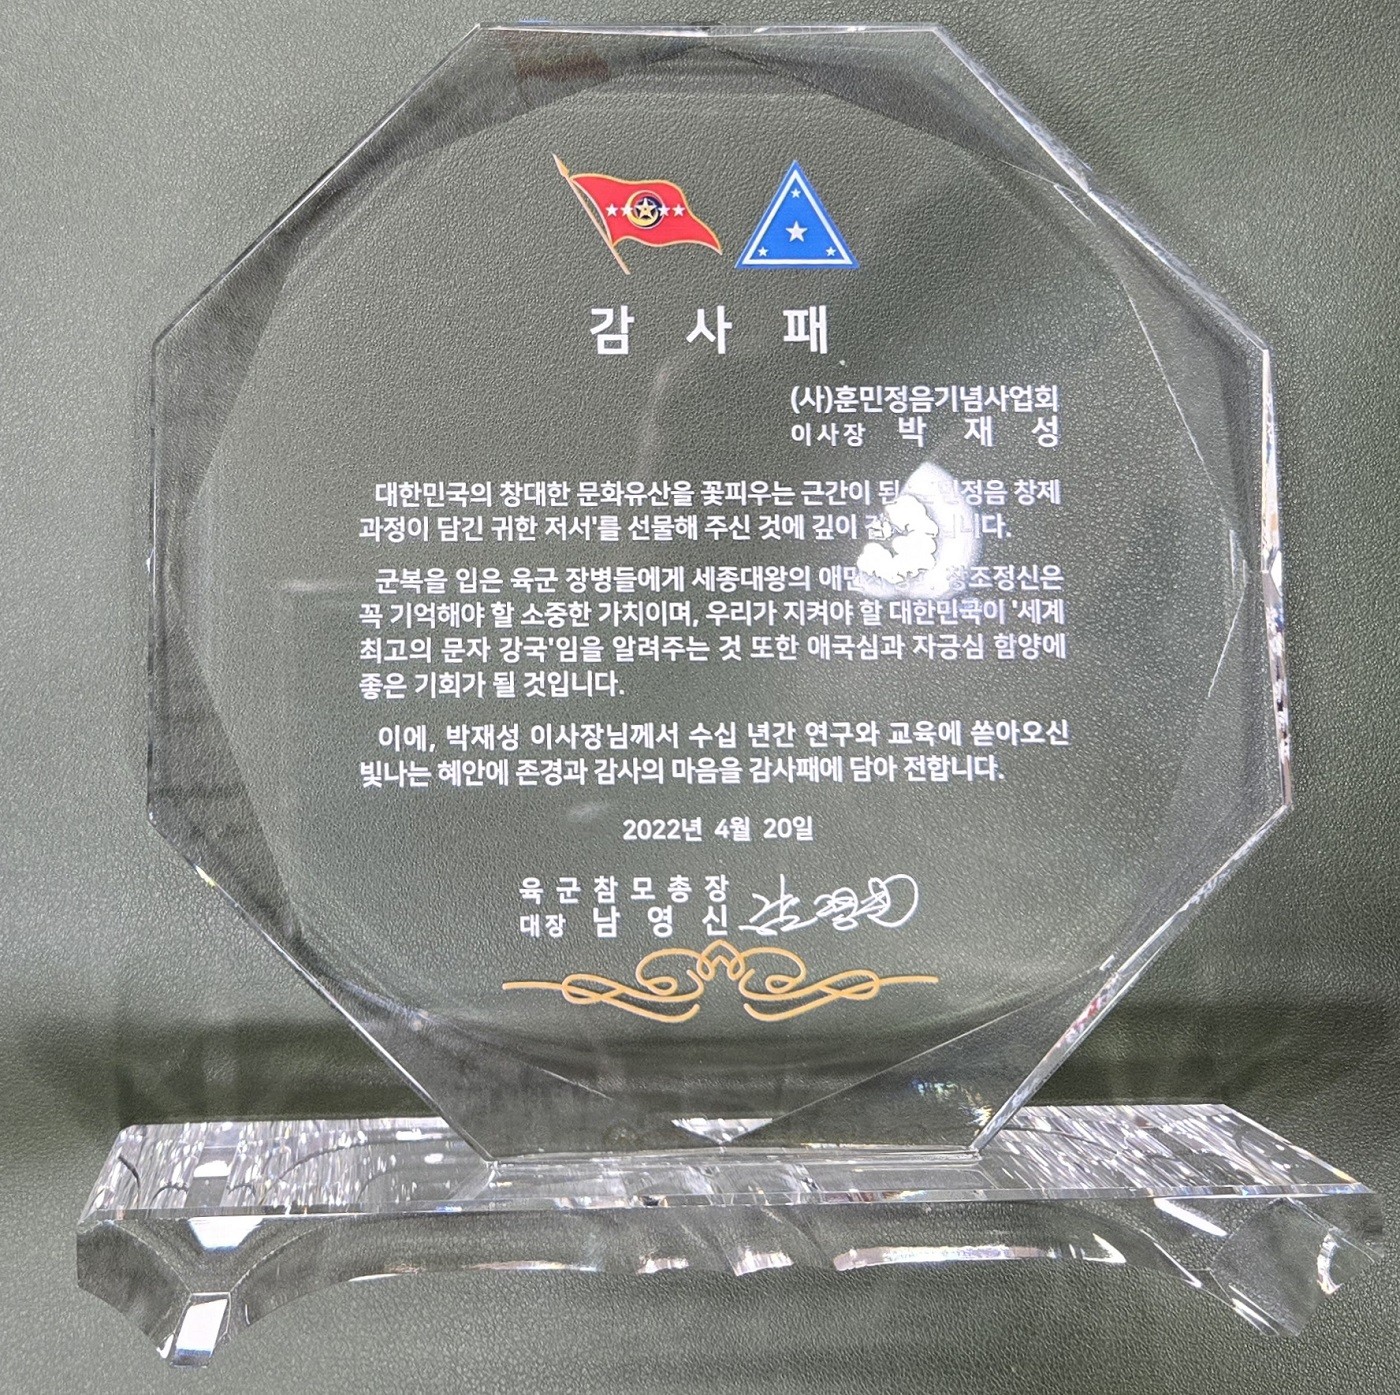 감 사 패
(사)훈민정음기념사업회
이사장 박 재 성
대한민국의 창대한 문화유산을 꽃피우는 근간이 된 창제
과정이 담긴 귀한 저서'를 선물해 주신 것에 깊이
군복을 입은 육군 장병들에게 세종대왕의 창조정신은
꼭 기억해야 할 소중한 가치이며, 우리가 지켜야 할 대한민국이 '세계
최고의 문자 강국'임을 알려주는 것 또한 애국심과 자긍심 함양에
좋은 기회가 될 것입니다.
이에, 박재성 이사장님께서 수십 년간 연구와 교육에 쏟아오신
빛나는 혜안에 존경과 감사의 마음을 감사패에 담아 전합니다.
2022년 4월 20일
육군참모총장
대장 남 영 신